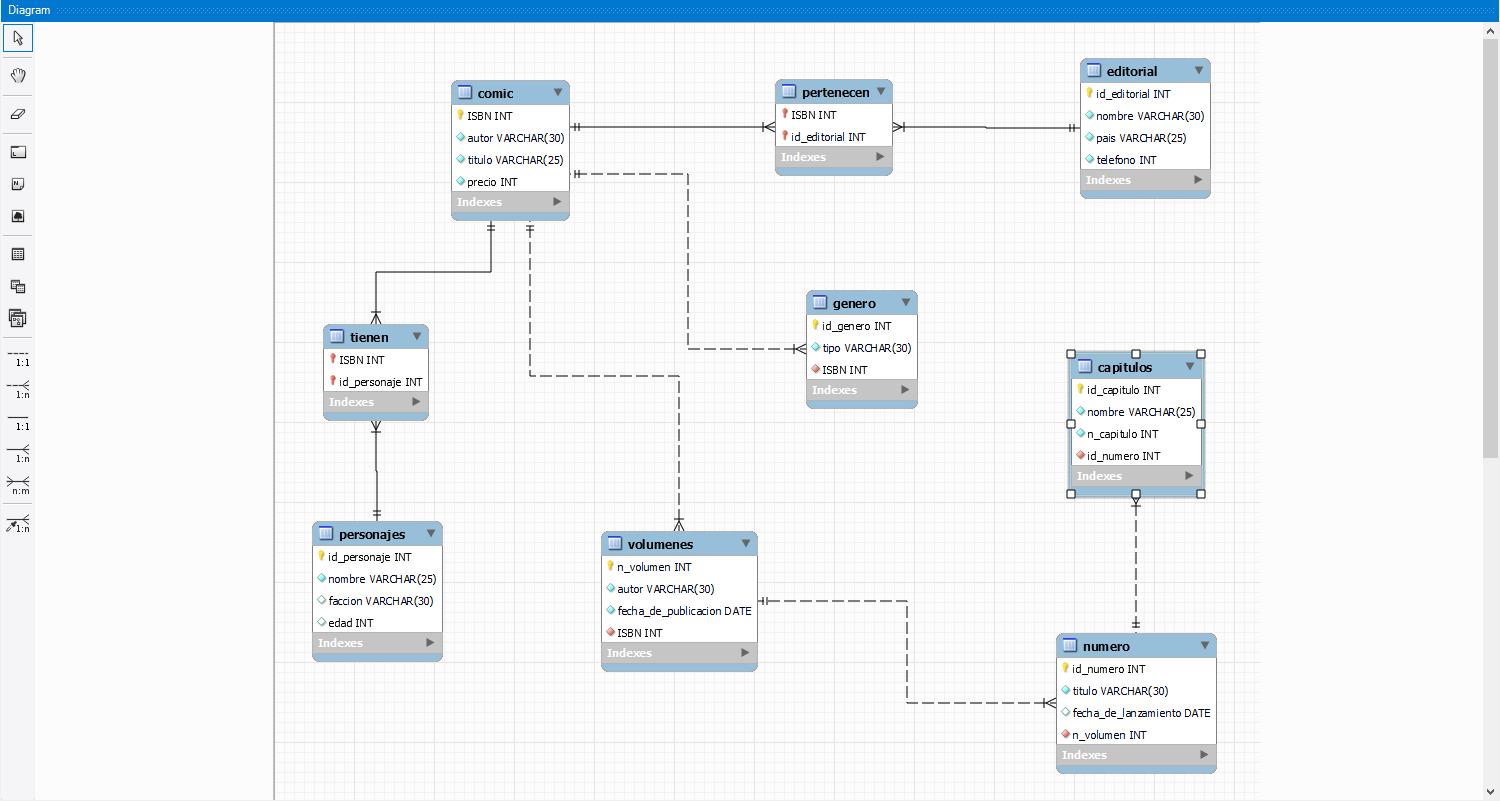 Diagram
comic
ISBN INT
autor VARCHAR(30)
titulo VARCHAR(25)
precio INT
Indexes
pertenecen
ISBN INT
id_editorial INT
Indexes
editorial
id_editorial INT
nombre VARCHAR(30)
pais VARCHAR(25)
telefono INT
Indexes
genero
id_genero INT
tipo VARCHAR(30)
ISBN INT
Indexes
tienen
ISBN INT
id_personaje INT
Indexes
capitulos
id_capitulo INT
nombre VARCHAR(25)
n_capitulo INT
id_numero INT
Indexes
personajes
id_personaje INT
nombre VARCHAR(25)
faccion VARCHAR(30)
edad INT
Indexes
volumenes
n_volumen INT
autor VARCHAR(30)
fecha_de_publicacion DATE
ISBN INT
Indexes
numero
id_numero INT
titulo VARCHAR(30)
fecha_de_lanzamiento DATE
n_volumen INT
Indexes
1:1
1:n
1:1
1:n
n:m
1:n